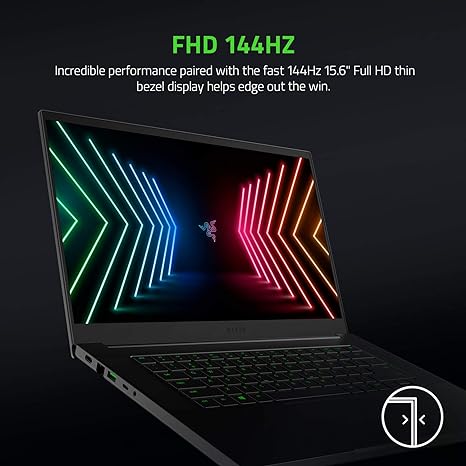 FHD 144HZ
Incredible performance paired with the fast 144Hz 15.6" Full HD thin
bezel display helps edge out the win.